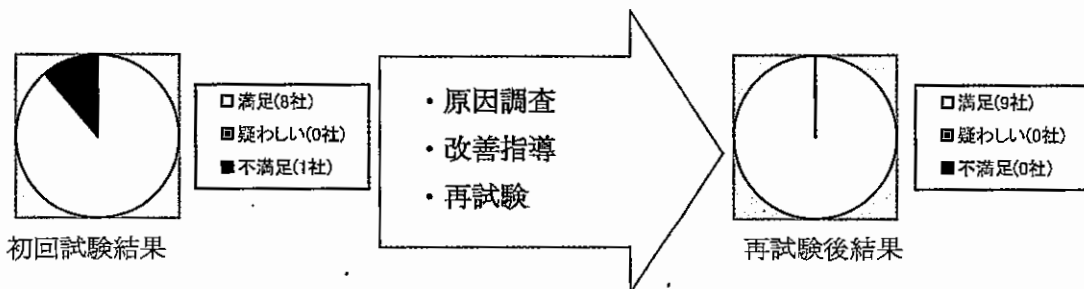 □満足(8社)
■疑わしい(0社)
■不満足(1社)
初回試験結果
・原因調査
・改善指導
・再試験
□満足(9社)
■疑わしい(0社)
■不満足(0社)
再試験後結果